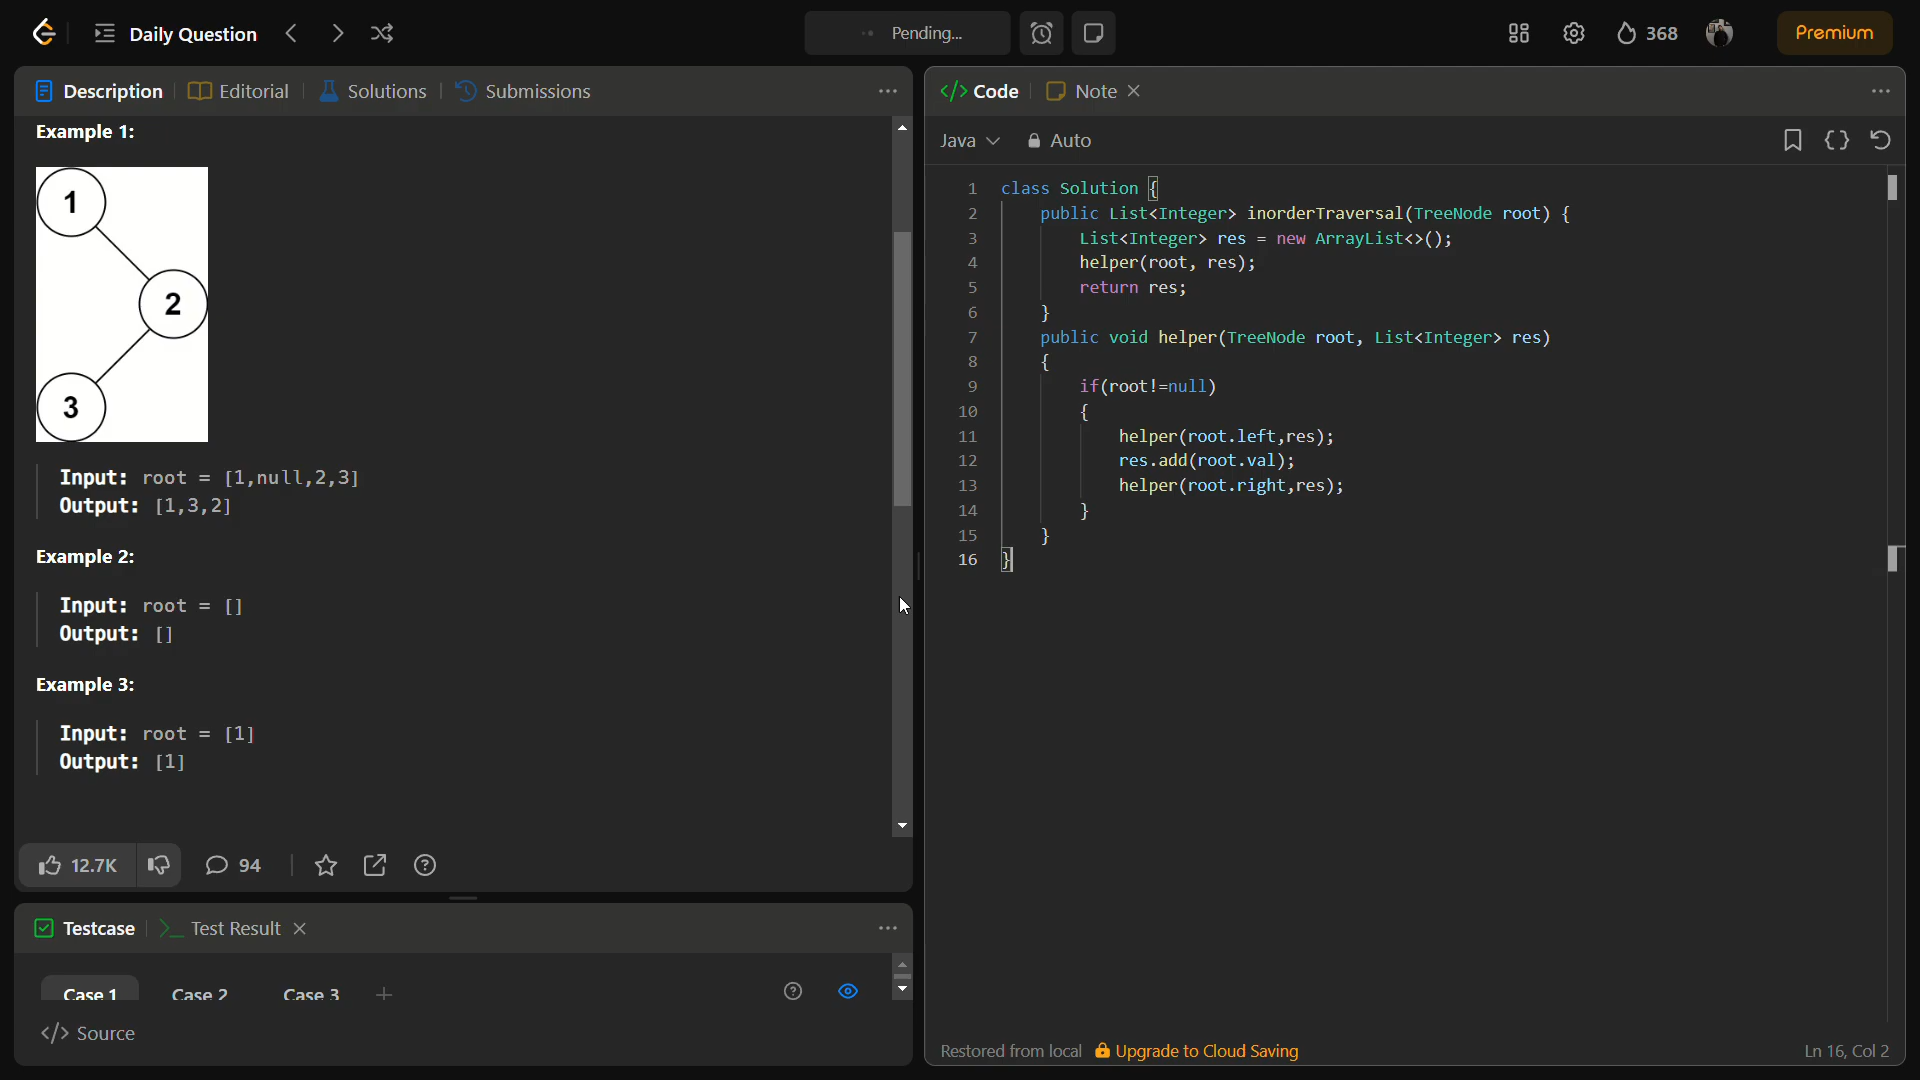 Daily Question
Pending...
368
Premium
Description
Editorial
Solutions
Submissions
Example 1:
1
2
3
Input: root = [1,null,2,3]
Output: [1,3,2]
Example 2:
Input: root = []
Output: []
Example 3:
Input: root = [1]
Output: [1]
12.7K
94
Testcase
Test Result
Case 1
Case 2
Case 3
</> Source
</> Code
Note
Java
Auto
1 class Solution {
2     public List<Integer> inorderTraversal(TreeNode root) {
3         List<Integer> res = new ArrayList<>();
4         helper(root, res);
5         return res;
6     }
7     public void helper(TreeNode root, List<Integer> res)
8     {
9         if(root!=null)
10         {
11             helper(root.left,res);
12             res.add(root.val);
13             helper(root.right,res);
14         }
15     }
16 }
Restored from local
Upgrade to Cloud Saving
Ln 16, Col 2